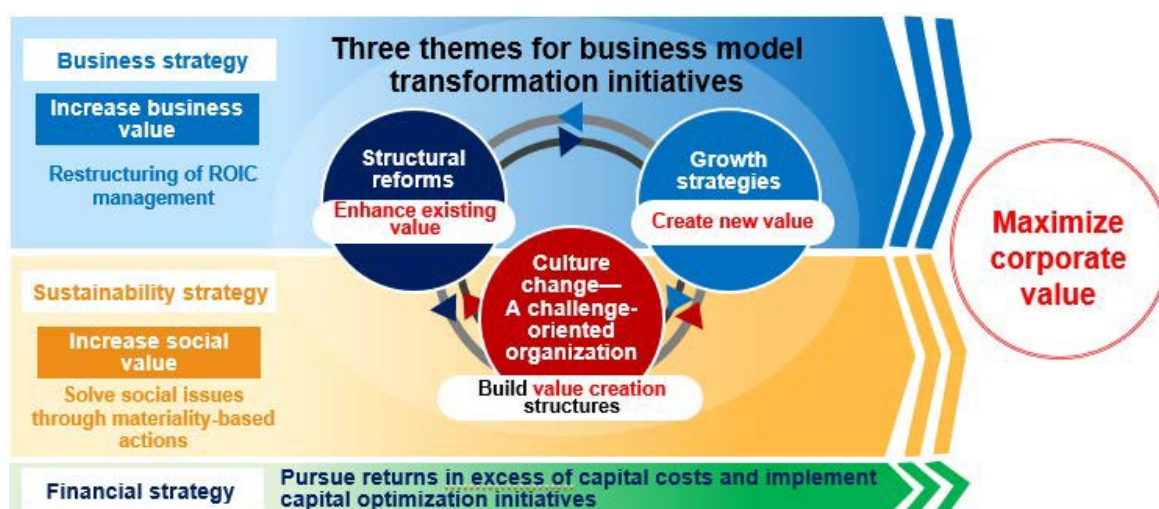 Three themes for business model
transformation initiatives
Business strategy
Increase business
value
Restructuring of ROIC
management
Structural
reforms
Enhance existing
value
Growth
strategies
Create new value
Culture
change—
A challenge-
oriented
organization
Build value creation
structures
Sustainability strategy
Increase social
value
Solve social issues
through materiality-based
actions
Financial strategy
Pursue returns in excess of capital costs and implement
capital optimization initiatives
Maximize
corporate
value